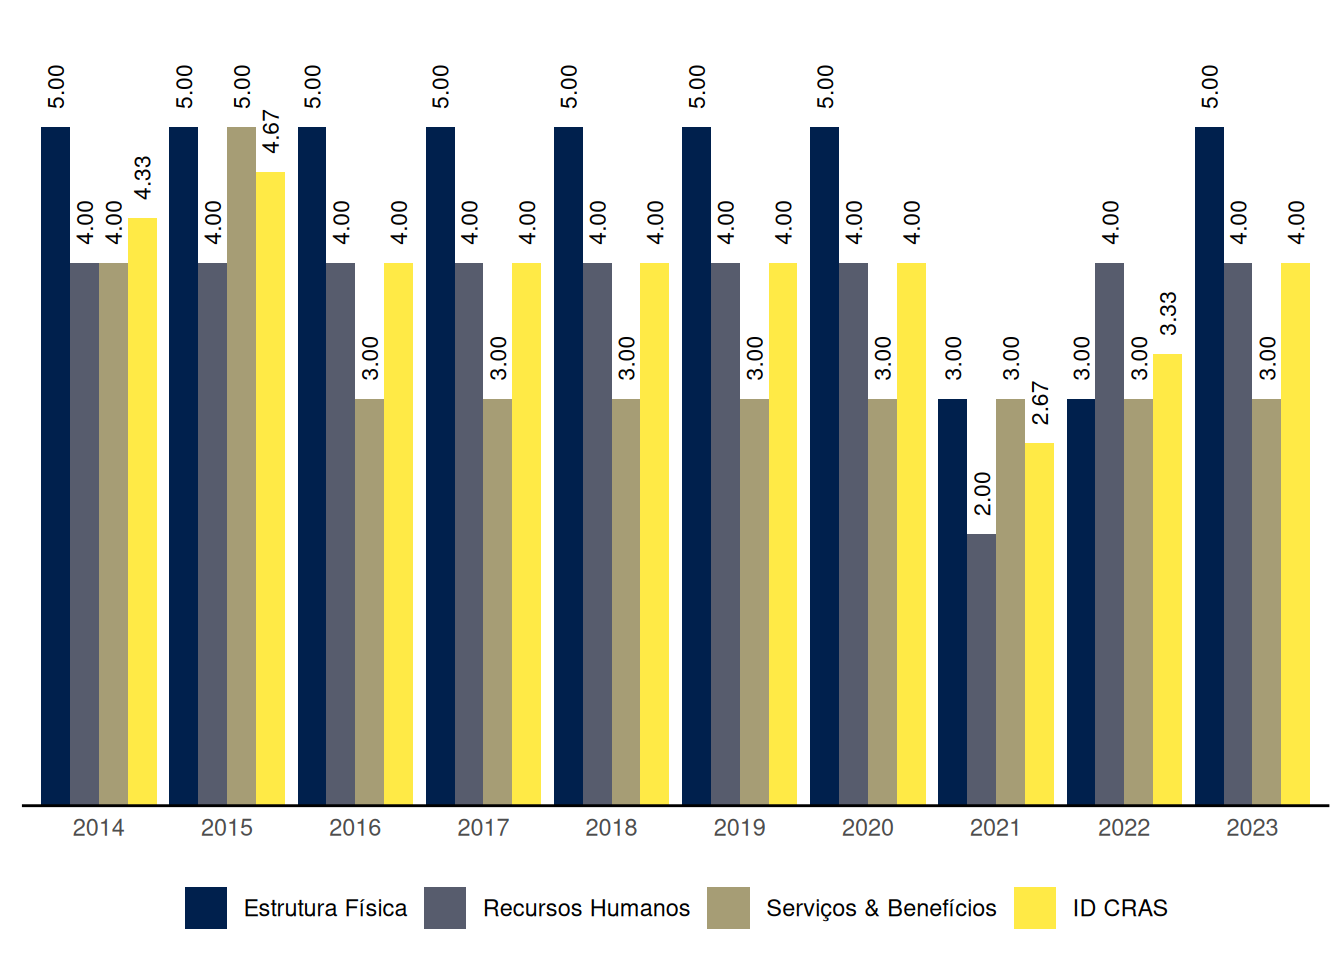 5.00 4.00 4.00 4.33 5.00 4.00 5.00 4.67 5.00 4.00 3.00 4.00 5.00 4.00 3.00 4.00 5.00 4.00 3.00 4.00 5.00 4.00 3.00 4.00 5.00 4.00 3.00 4.00 3.00 2.00 3.00 2.67 3.00 4.00 3.00 3.33 5.00 4.00 3.00 4.00
2014 2015 2016 2017 2018 2019 2020 2021 2022 2023
Estrutura Física Recursos Humanos Serviços & Benefícios ID CRAS